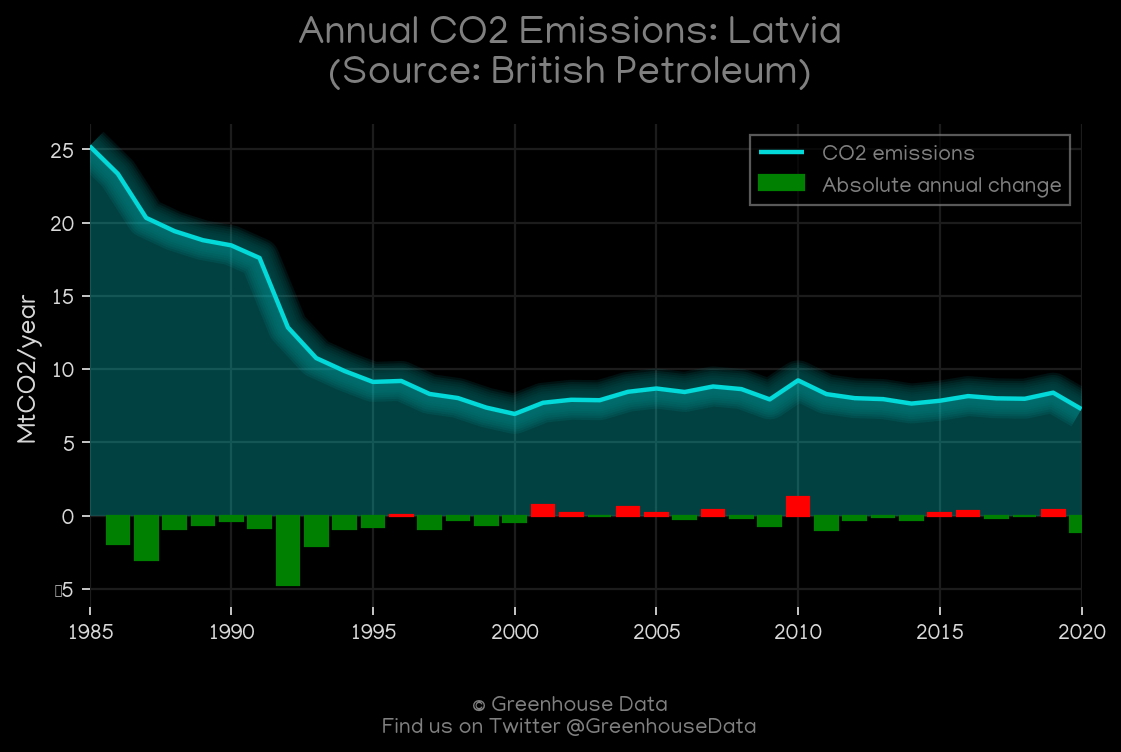 Annual CO2 Emissions: Latvia
(Source: British Petroleum)
CO2 emissions
Absolute annual change
MtCO2/year
25
20
15
10
5
0
▯5
1985 1990 1995 2000 2005 2010 2015 2020
© Greenhouse Data
Find us on Twitter @GreenhouseData